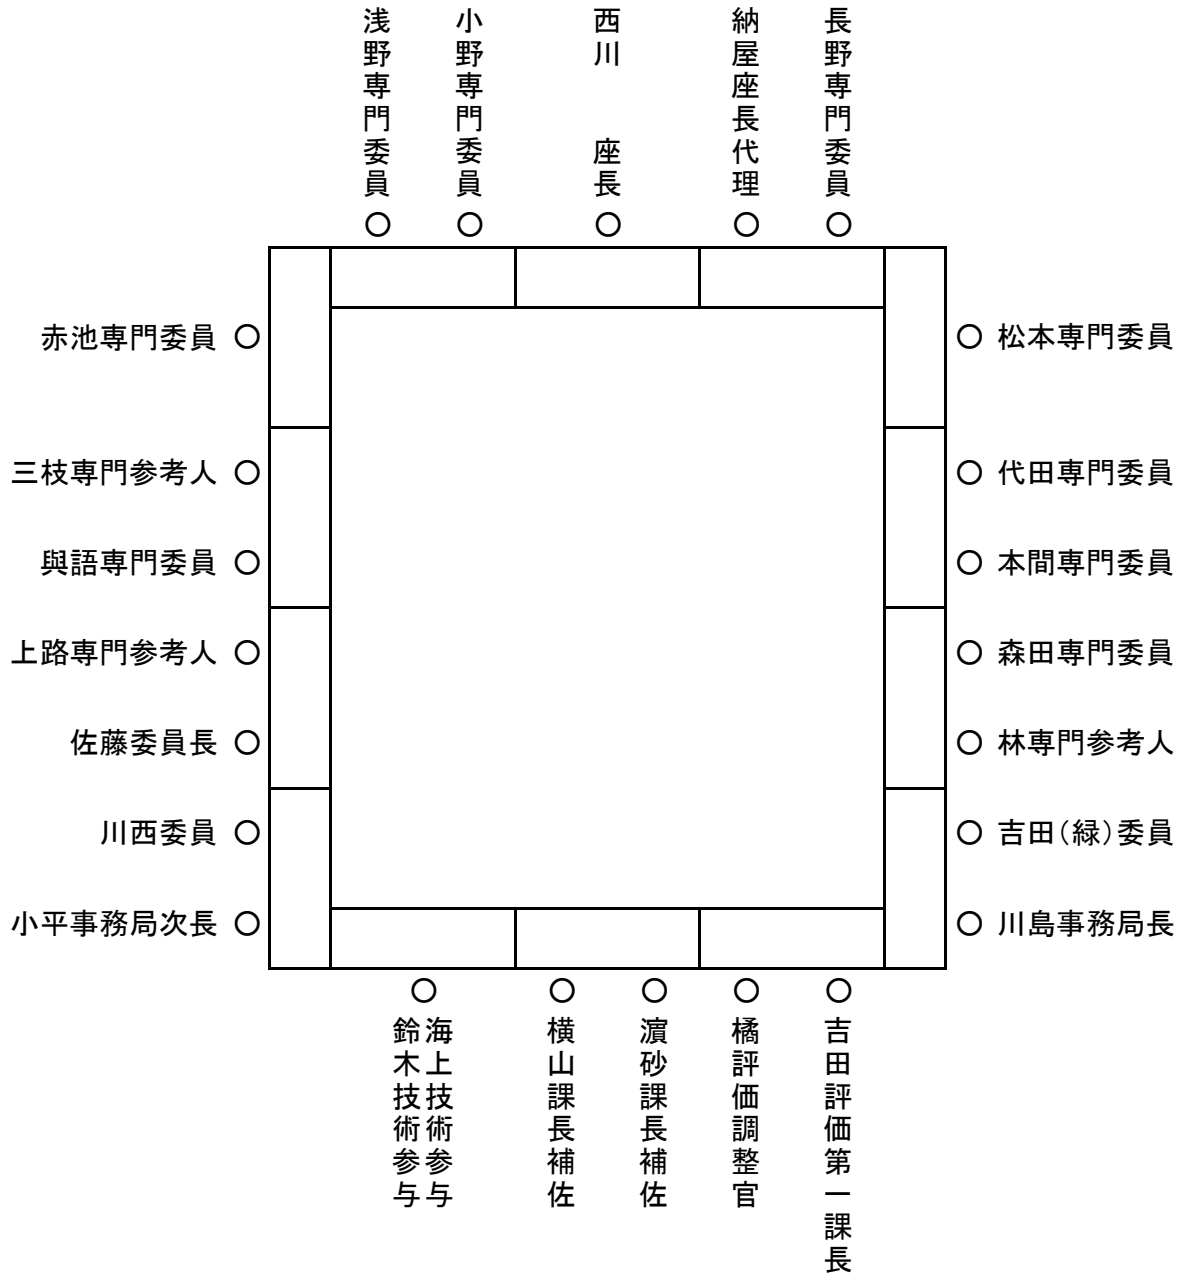 浅野専門委員
小野専門委員
西川　座長
納屋座長代理
長野専門委員
赤池専門委員
三枝専門参考人
與語専門委員
上路専門参考人
佐藤委員長
川西委員
小平事務局次長
松本専門委員
代田専門委員
本間専門委員
森田専門委員
林専門参考人
吉田（緑）委員
川島事務局長
鈴木技術参与
海上技術参与
横山課長補佐
濵砂課長補佐
橘評価調整官
吉田評価第一課長